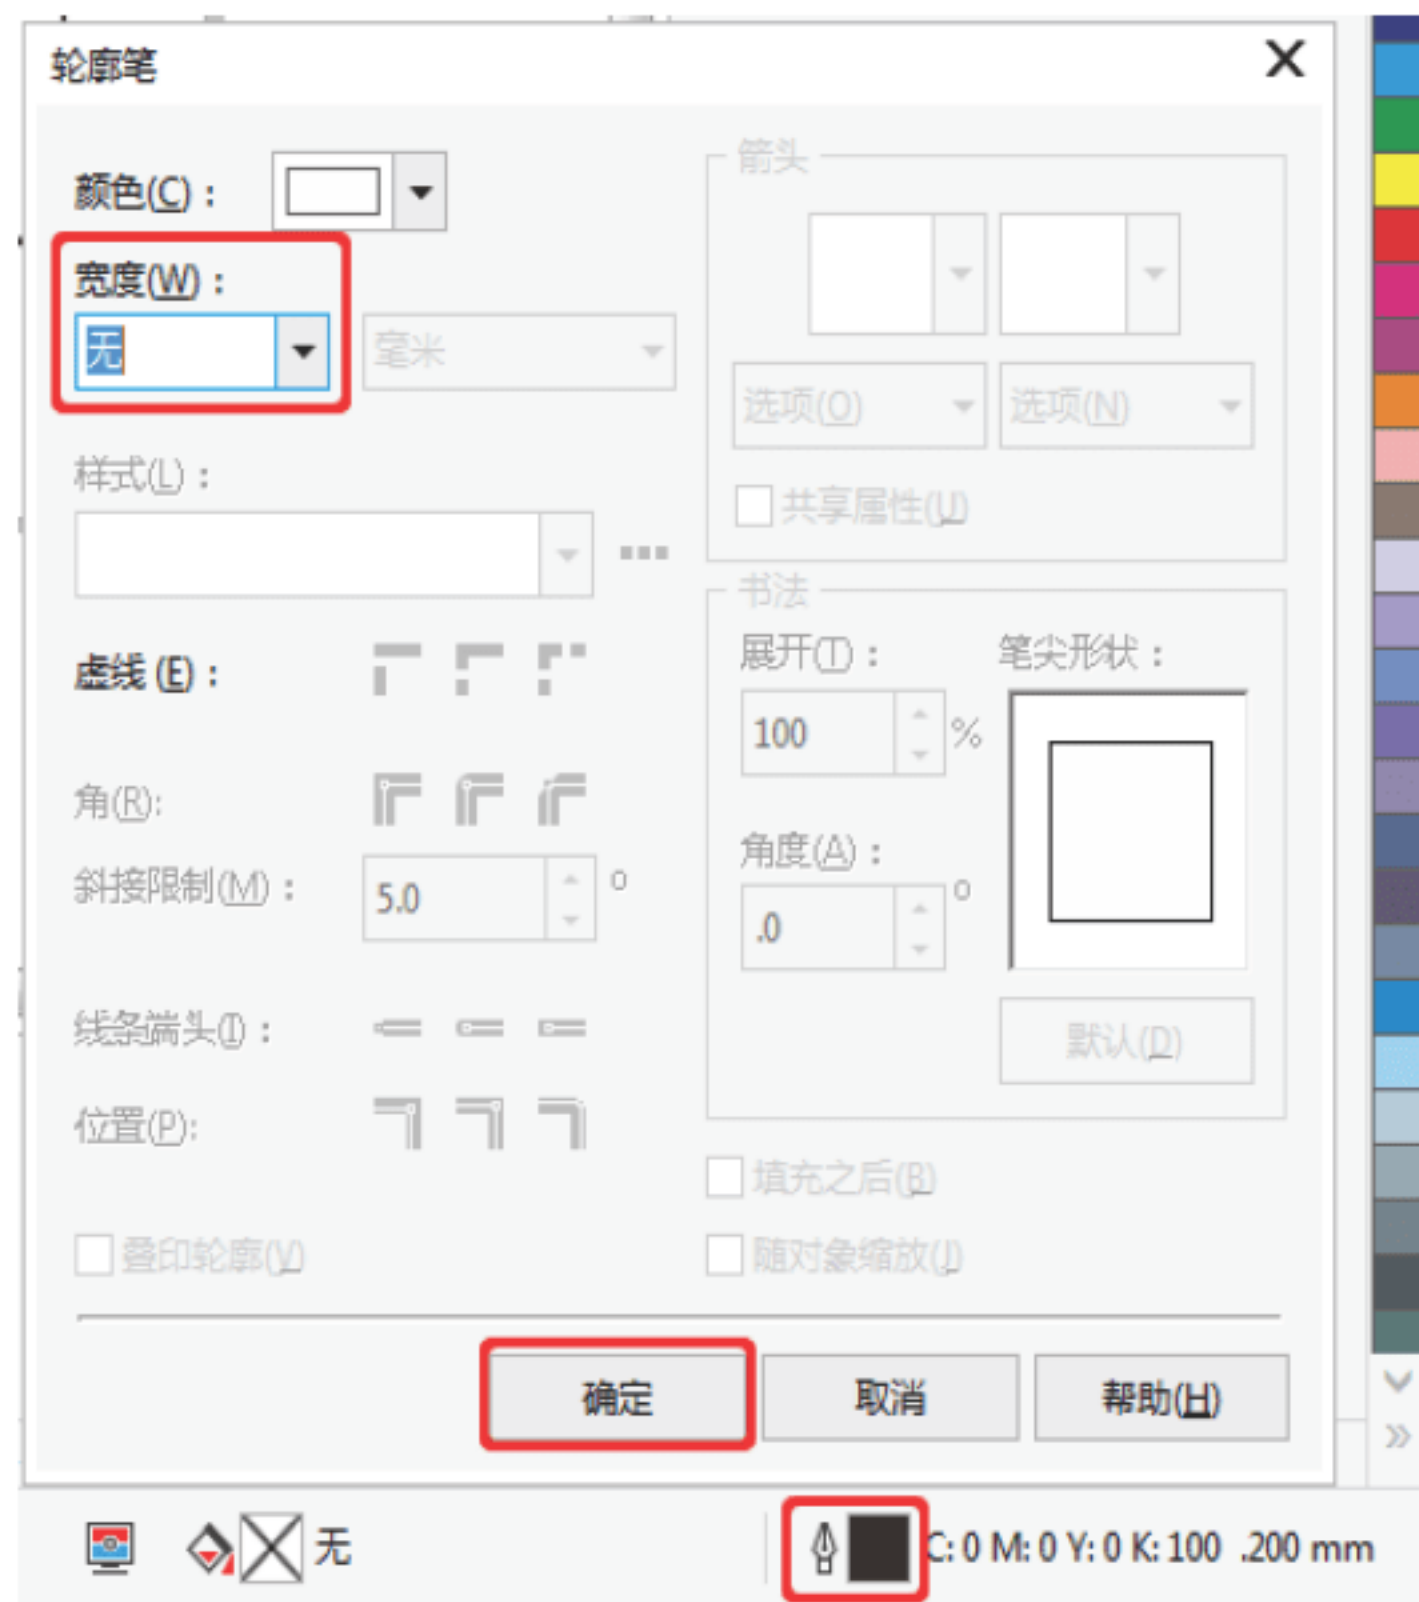 轮廓笔
颜色(C)：
宽度(W)：
无
毫米
样式(L)：
虚线 (E)：
角(R):
斜接限制(M)：
5.0
°
线条端头(I)：
位置(P):
叠印轮廓(V)
箭头
选项(O)
选项(N)
共享属性(U)
书法
展开(T)：
笔尖形状：
100
%
角度(A)：
.0
°
默认(D)
填充之后(B)
随对象缩放(J)
确定
取消
帮助(H)
无
C: 0 M: 0 Y: 0 K: 100 .200 mm